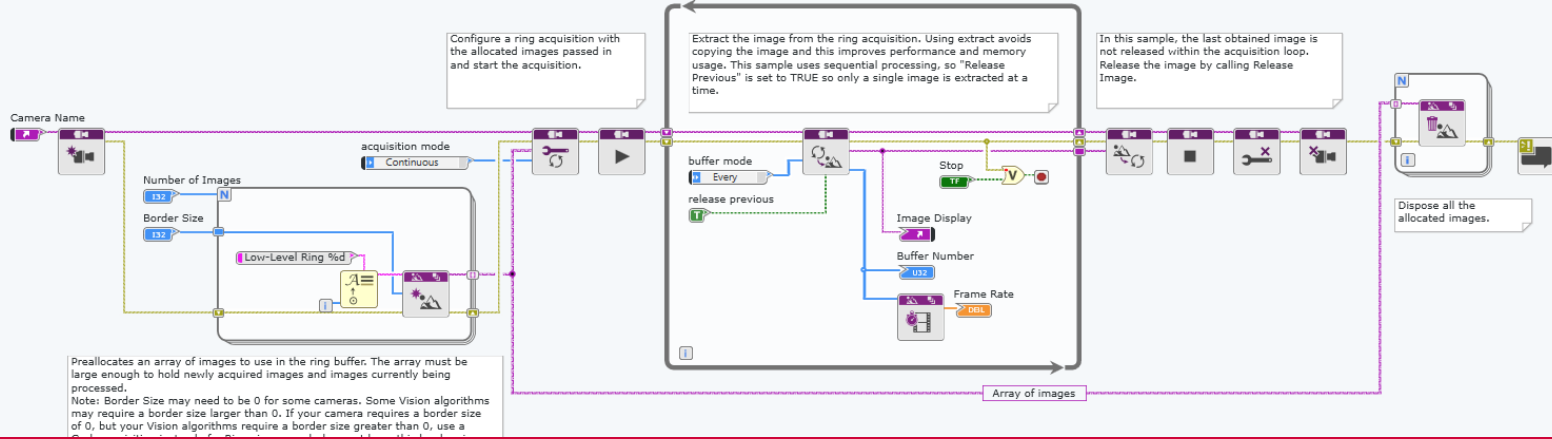 Configure a ring acquisition with
the allocated images passed in
and start the acquisition.
Extract the image from the ring acquisition. Using extract avoids
copying the image and this improves performance and memory
usage. This sample uses sequential processing, so "Release
Previous" is set to TRUE so only a single image is extracted at a
time.
In this sample, the last obtained image is
not released within the acquisition loop.
Release the image by calling Release
Image.
N
Camera Name
acquisition mode
Continuous
buffer mode
Every
release previous
T
Stop
TF
V
Number of Images
I32
N
Border Size
I32
Low-Level Ring %d
i
Image Display
Buffer Number
U32
Frame Rate
DBL
i
i
Dispose all the
allocated images.
Array of images
Preallocates an array of images to use in the ring buffer. The array must be
large enough to hold newly acquired images and images currently being
processed.
Note: Border Size may need to be 0 for some cameras. Some Vision algorithms
may require a border size larger than 0. If your camera requires a border size
of 0, but your Vision algorithms require a border size greater than 0, use a